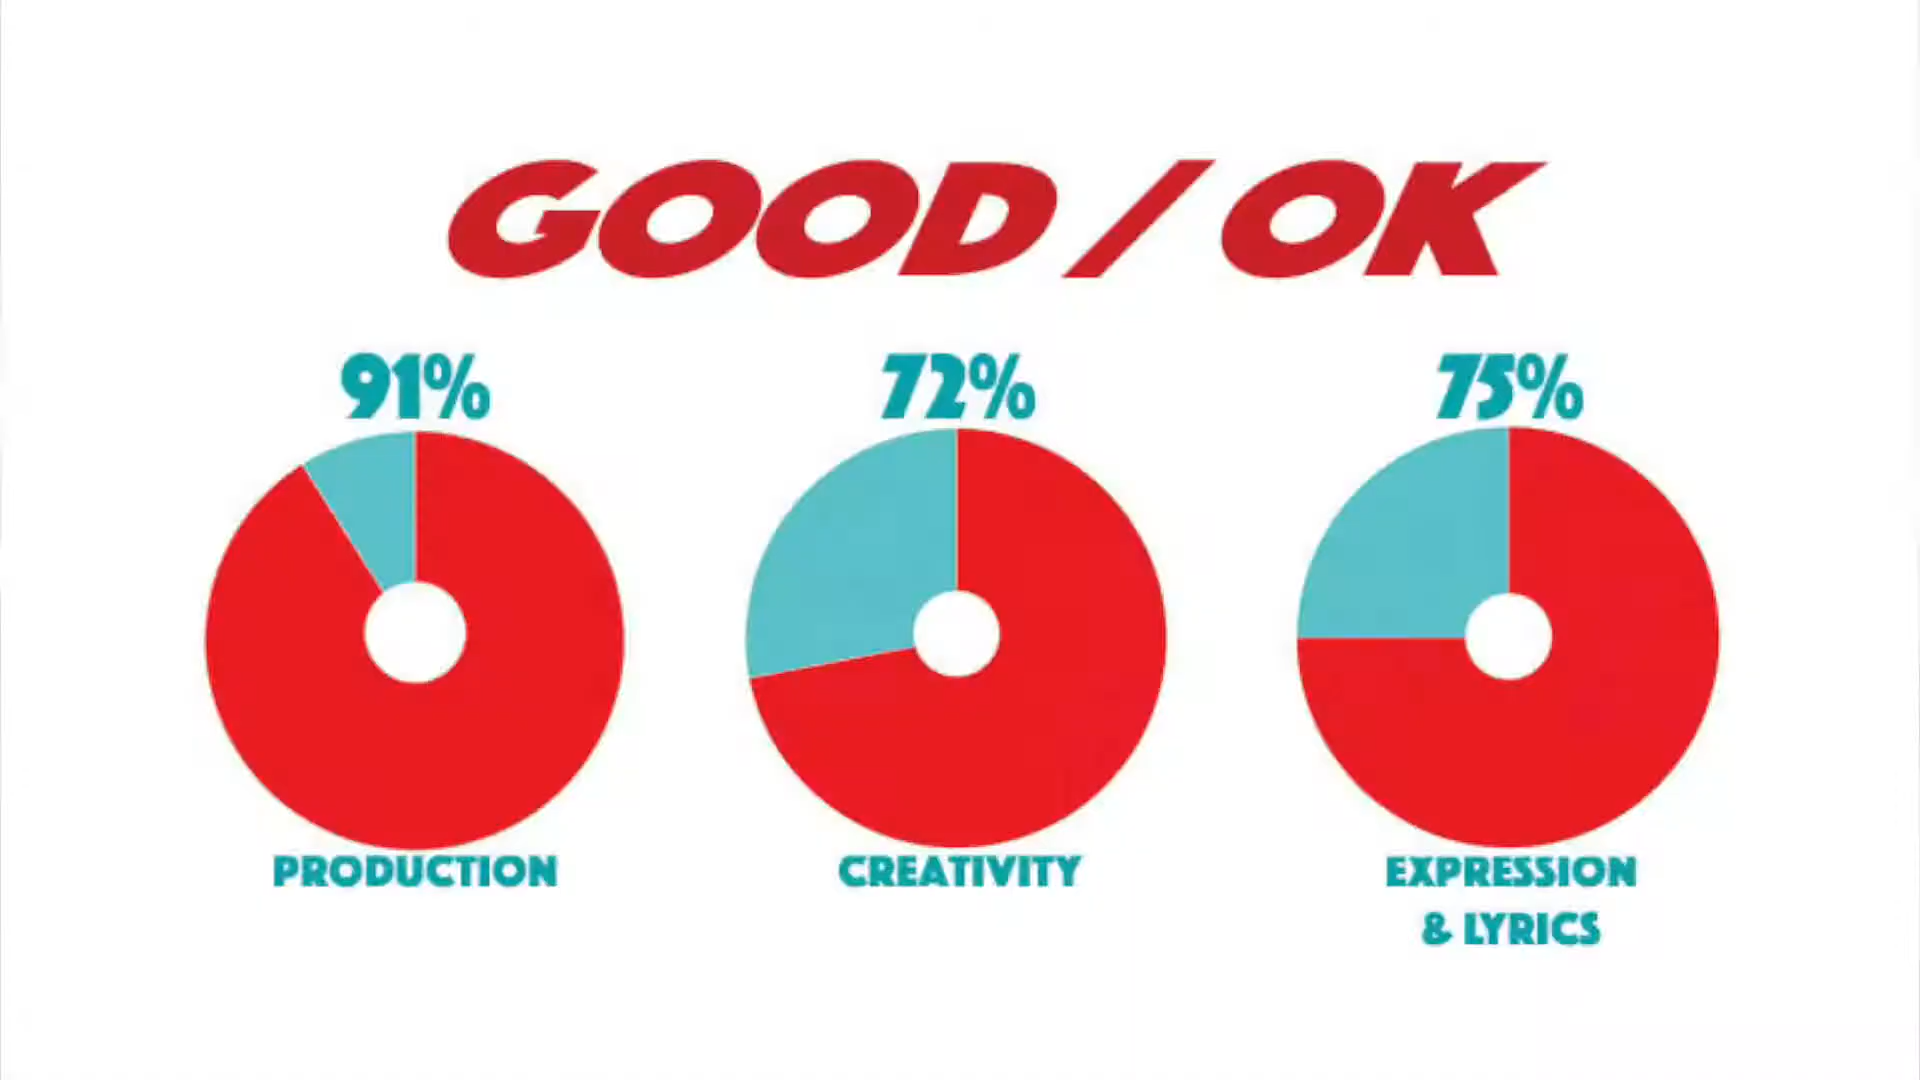 GOOD / OK
91%
72%
75%
PRODUCTION
CREATIVITY
EXPRESSION
& LYRICS